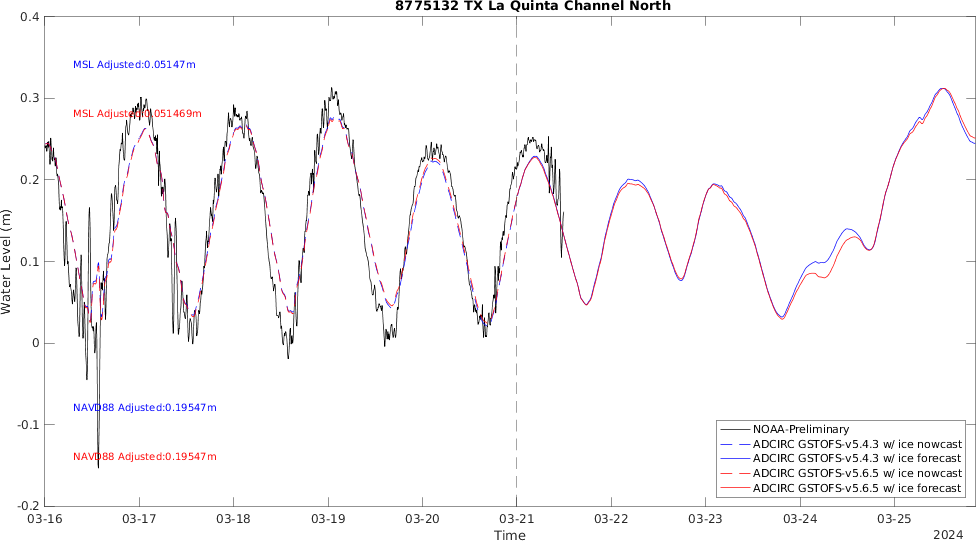 8775132 TX La Quinta Channel North
0.4
0.3
0.2
0.1
0
-0.1
-0.2
Water Level (m)
MSL Adjusted:0.05147m
MSL Adjusted:0.051469m
NAVD88 Adjusted:0.19547m
NAVD88 Adjusted:0.19547m
NOAA-Preliminary
ADCIRC GSTOFS-v5.4.3 w/ ice nowcast
ADCIRC GSTOFS-v5.4.3 w/ ice forecast
ADCIRC GSTOFS-v5.6.5 w/ ice nowcast
ADCIRC GSTOFS-v5.6.5 w/ ice forecast
03-16 03-17 03-18 03-19 03-20 03-21 03-22 03-23 03-24 03-25
Time
2024